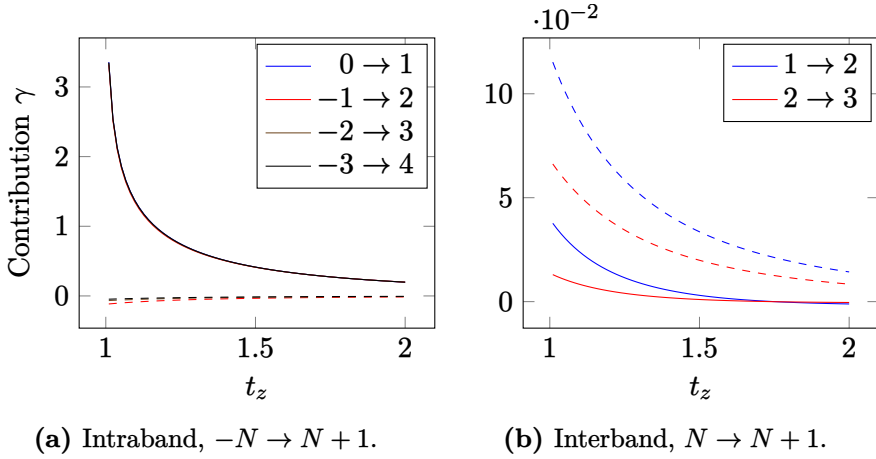 ·10⁻²
3
2
1
0
Contribution γ
0 → 1
−1 → 2
−2 → 3
−3 → 4
1
1.5
2
t_z
10
5
0
1 → 2
2 → 3
1
1.5
2
t_z
(a) Intraband, −N → N + 1.
(b) Interband, N → N + 1.